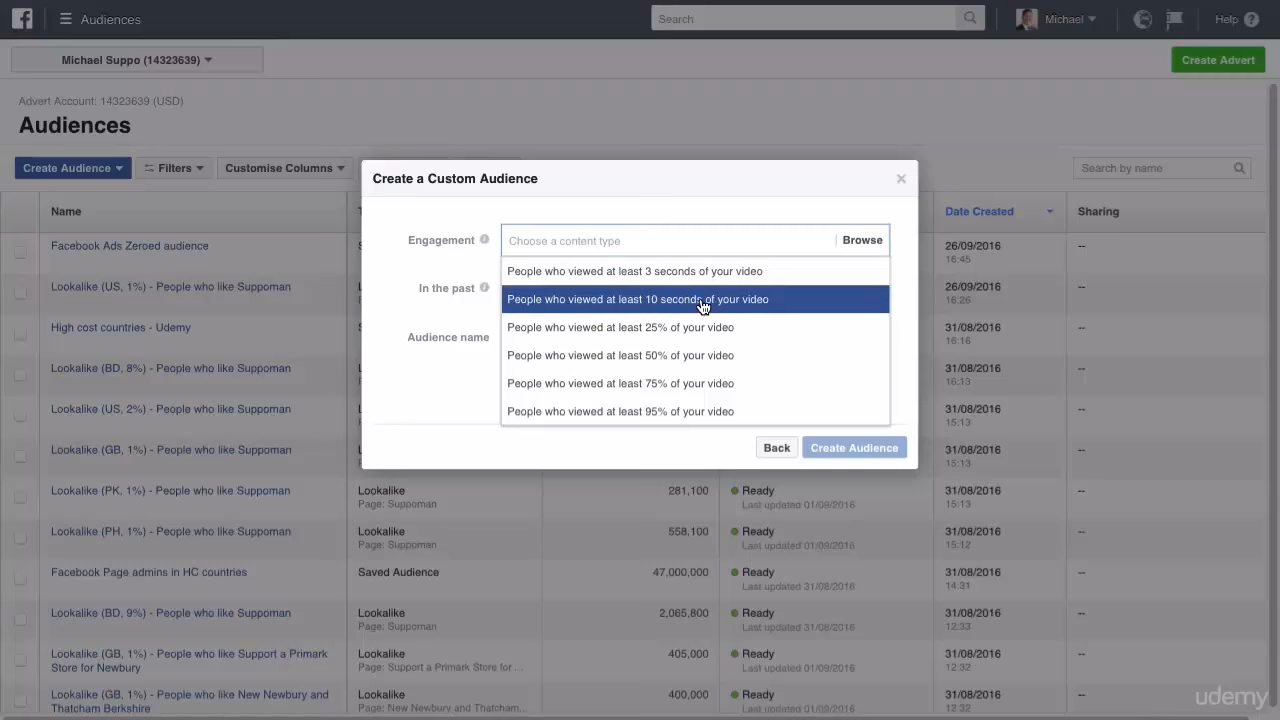 f
Audiences
Search
Michael
Help ?
Michael Suppo (14323639)
Create Advert
Advert Account: 14323639 (USD)
Audiences
Create Audience
Filters
Customise Columns
Search by name
Name
Date Created
Sharing
Create a Custom Audience
Engagement
Choose a content type
Browse
People who viewed at least 3 seconds of your video
People who viewed at least 10 seconds of your video
People who viewed at least 25% of your video
People who viewed at least 50% of your video
People who viewed at least 75% of your video
People who viewed at least 95% of your video
In the past
Audience name
Back
Create Audience
Facebook Ads Zeroed audience
26/09/2016
16:45
--
Lookalike (US, 1%) - People who like Suppoman
26/09/2016
16:26
--
High cost countries - Udemy
31/08/2016
16:16
--
Lookalike (BD, 8%) - People who like Suppoman
31/08/2016
16:13
--
Lookalike (US, 2%) - People who like Suppoman
31/08/2016
15:13
--
Lookalike (GB, 1%) - People who like Suppoman
31/08/2016
15:13
--
Lookalike (PK, 1%) - People who like Suppoman
Lookalike
Page: Suppoman
281,100
Ready
Last updated 01/09/2016
31/08/2016
15:13
--
Lookalike (PH, 1%) - People who like Suppoman
Lookalike
Page: Suppoman
558,100
Ready
Last updated 01/09/2016
31/08/2016
15:12
--
Facebook Page admins in HC countries
Saved Audience
47,000,000
Ready
Last updated 31/08/2016
31/08/2016
14:31
--
Lookalike (BD, 9%) - People who like Suppoman
Lookalike
Page: Suppoman
2,065,800
Ready
Last updated 31/08/2016
31/08/2016
12:33
--
Lookalike (GB, 1%) - People who like Support a Primark
Store for Newbury
Lookalike
Page: Support a Primark Store for ...
405,000
Ready
Last updated 01/09/2016
31/08/2016
12:32
--
Lookalike (GB, 1%) - People who like New Newbury and
Thatcham Berkshire
Lookalike
Page: New Newbury and Thatcham...
400,000
Ready
Last updated 01/09/2016
31/08/2016
12:32
--
udemy